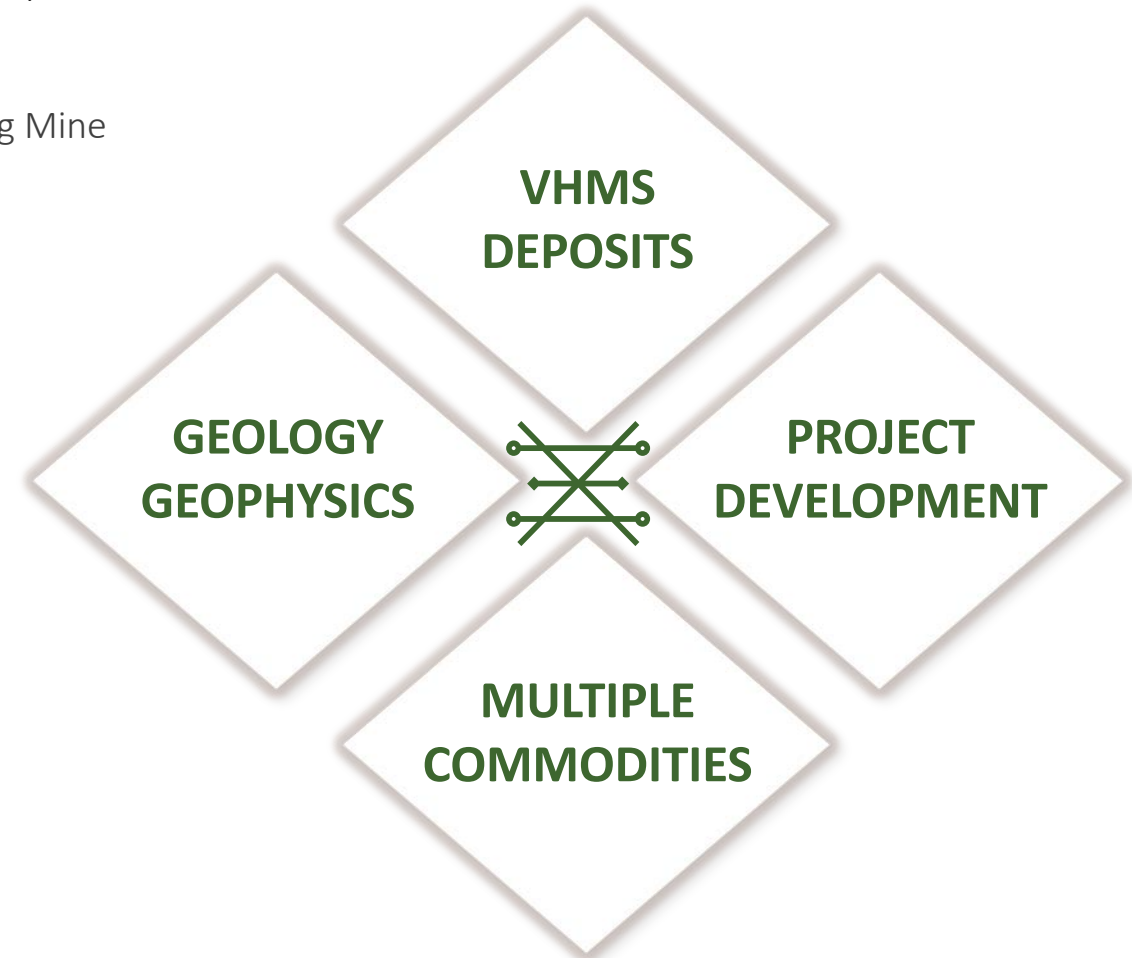 g Mine
VHMS
DEPOSITS
GEOLOGY
GEOPHYSICS
PROJECT
DEVELOPMENT
MULTIPLE
COMMODITIES